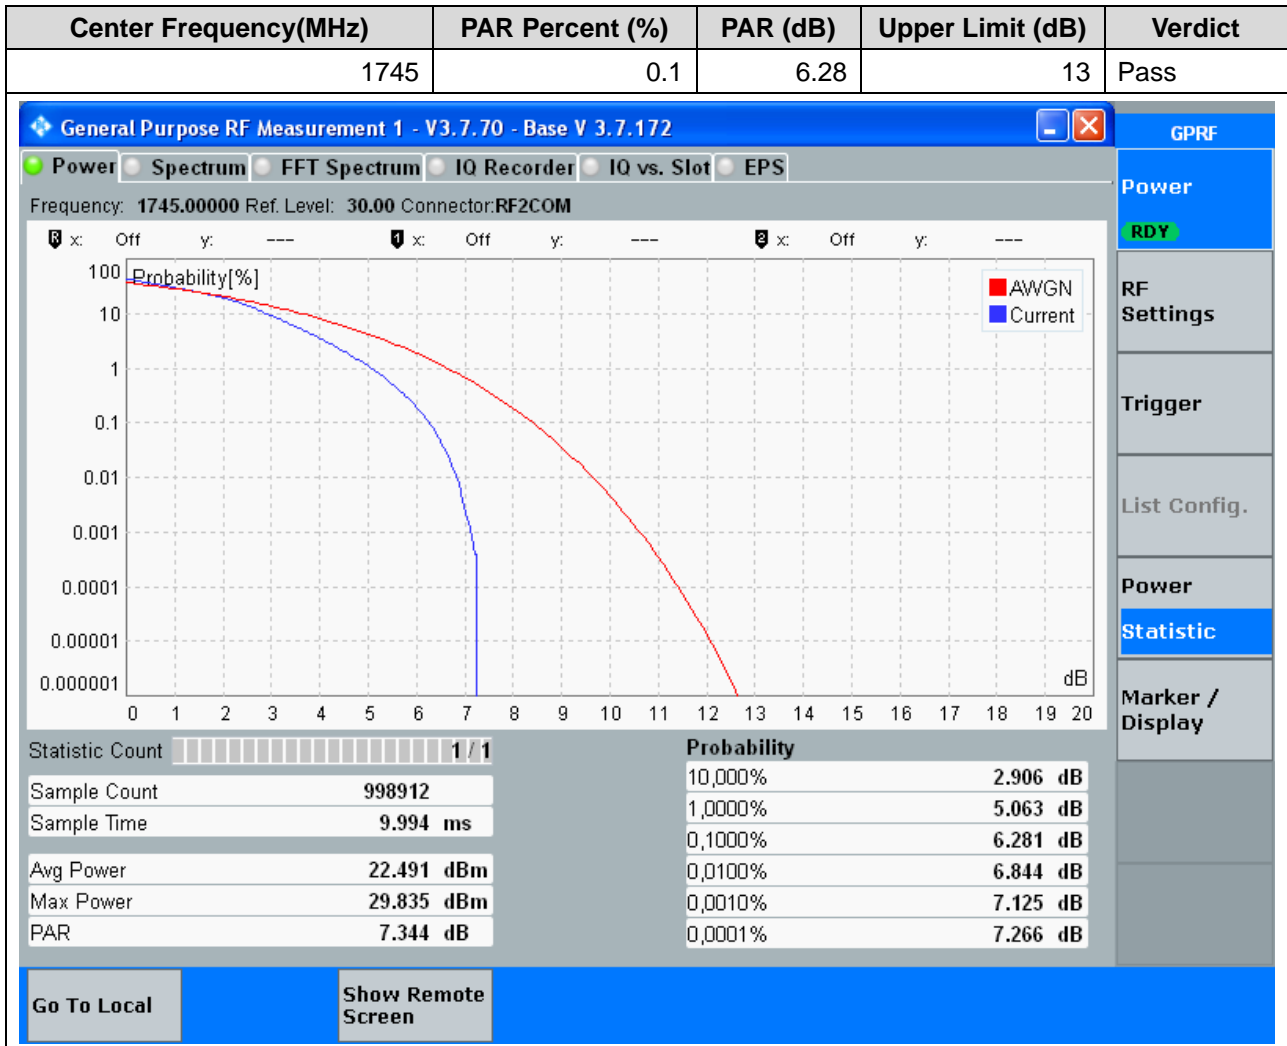 Center Frequency(MHz) PAR Percent (%) PAR (dB) Upper Limit (dB) Verdict
1745 0.1 6.28 13 Pass
General Purpose RF Measurement 1 - V3.7.70 - Base V 3.7.172
GPRF
Power Spectrum FFT Spectrum IQ Recorder IQ vs. Slot EPS
Frequency: 1745.00000 Ref. Level: 30.00 Connector:RF2COM
R x: Off y: --- 1 x: Off y: --- 2 x: Off y: ---
Probability[%]
AWGN
Current
100
10
1
0.1
0.01
0.001
0.0001
0.00001
0.000001
dB
0 1 2 3 4 5 6 7 8 9 10 11 12 13 14 15 16 17 18 19 20
Statistic Count 1 / 1
Sample Count 998912
Sample Time 9.994 ms
Avg Power 22.491 dBm
Max Power 29.835 dBm
PAR 7.344 dB
Probability
10,000% 2.906 dB
1,0000% 5.063 dB
0,1000% 6.281 dB
0,0100% 6.844 dB
0,0010% 7.125 dB
0,0001% 7.266 dB
Power
RDY
RF
Settings
Trigger
List Config.
Power
Statistic
Marker /
Display
Go To Local
Show Remote
Screen